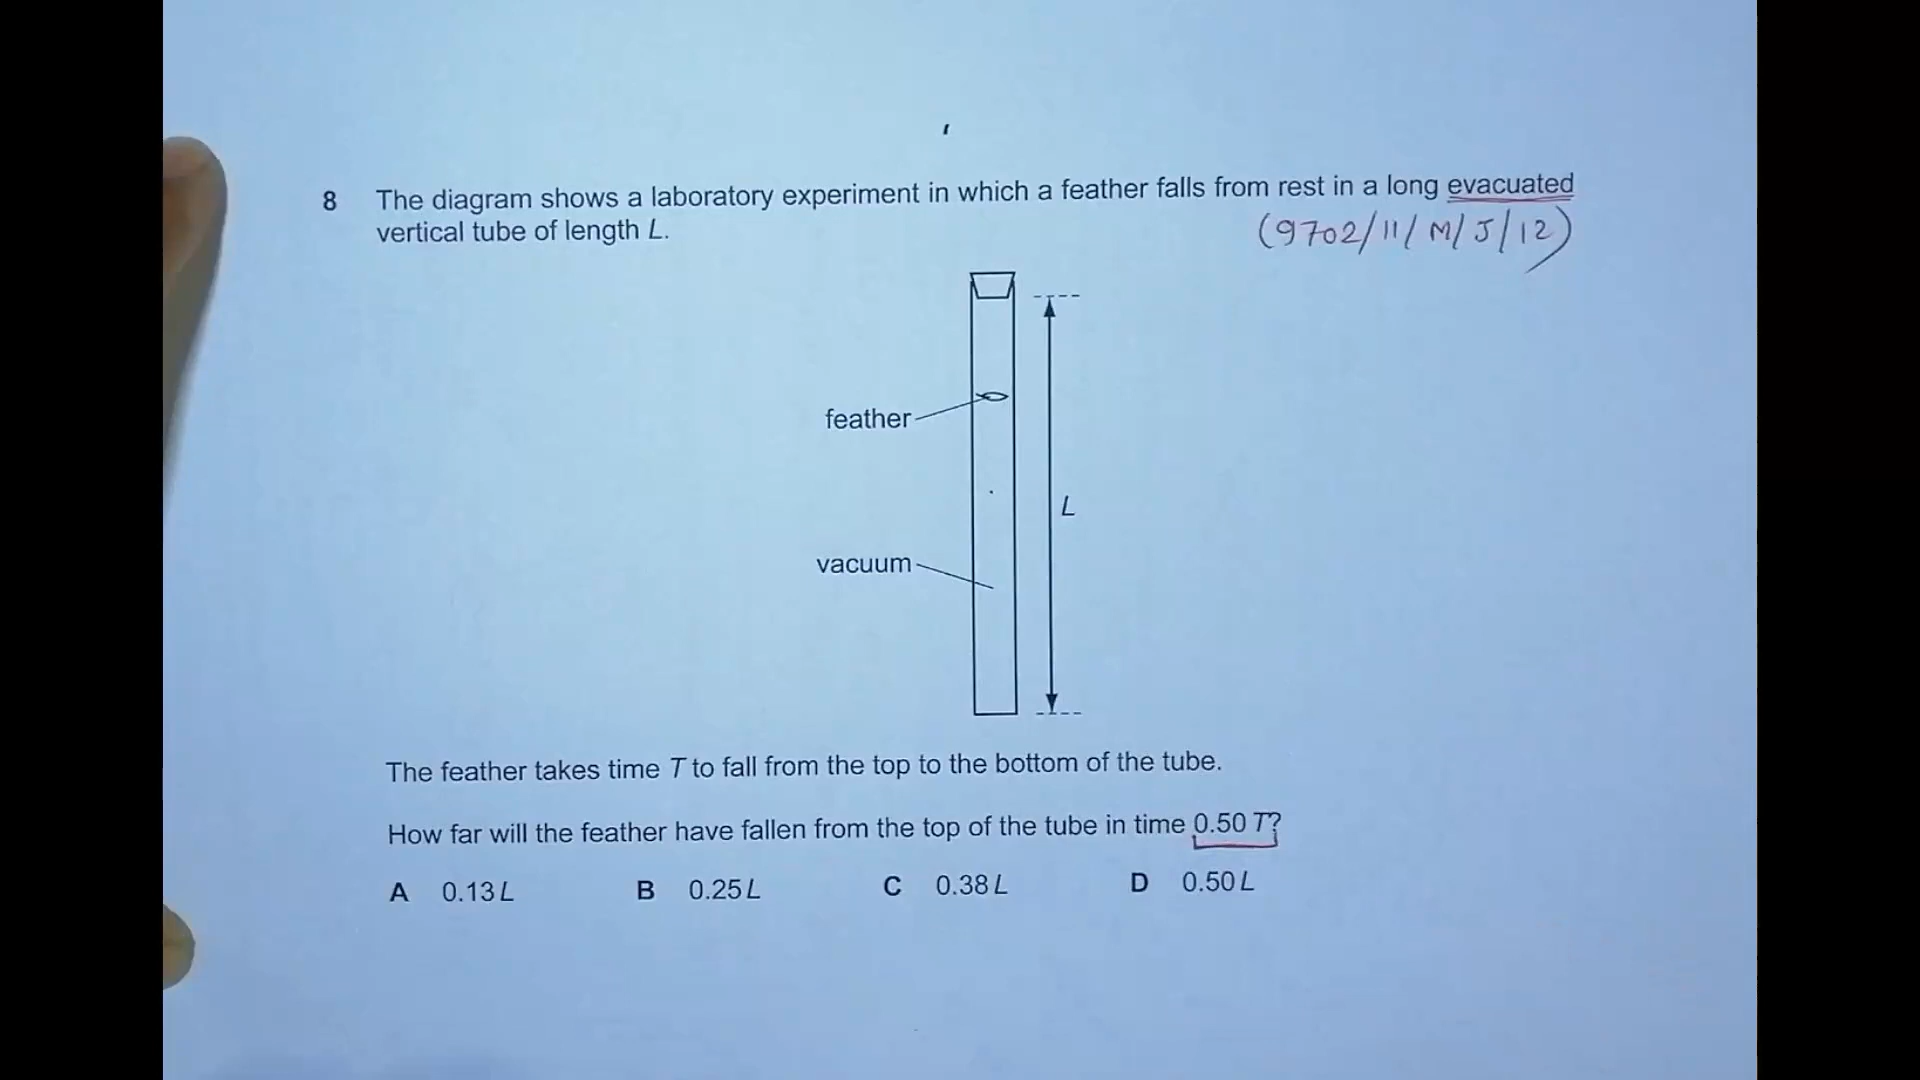 8 The diagram shows a laboratory experiment in which a feather falls from rest in a long evacuated
vertical tube of length L.
(9702/11/M/J/12)
feather
L
vacuum
The feather takes time T to fall from the top to the bottom of the tube.
How far will the feather have fallen from the top of the tube in time 0.50 T?
A 0.13 L B 0.25 L C 0.38 L D 0.50 L